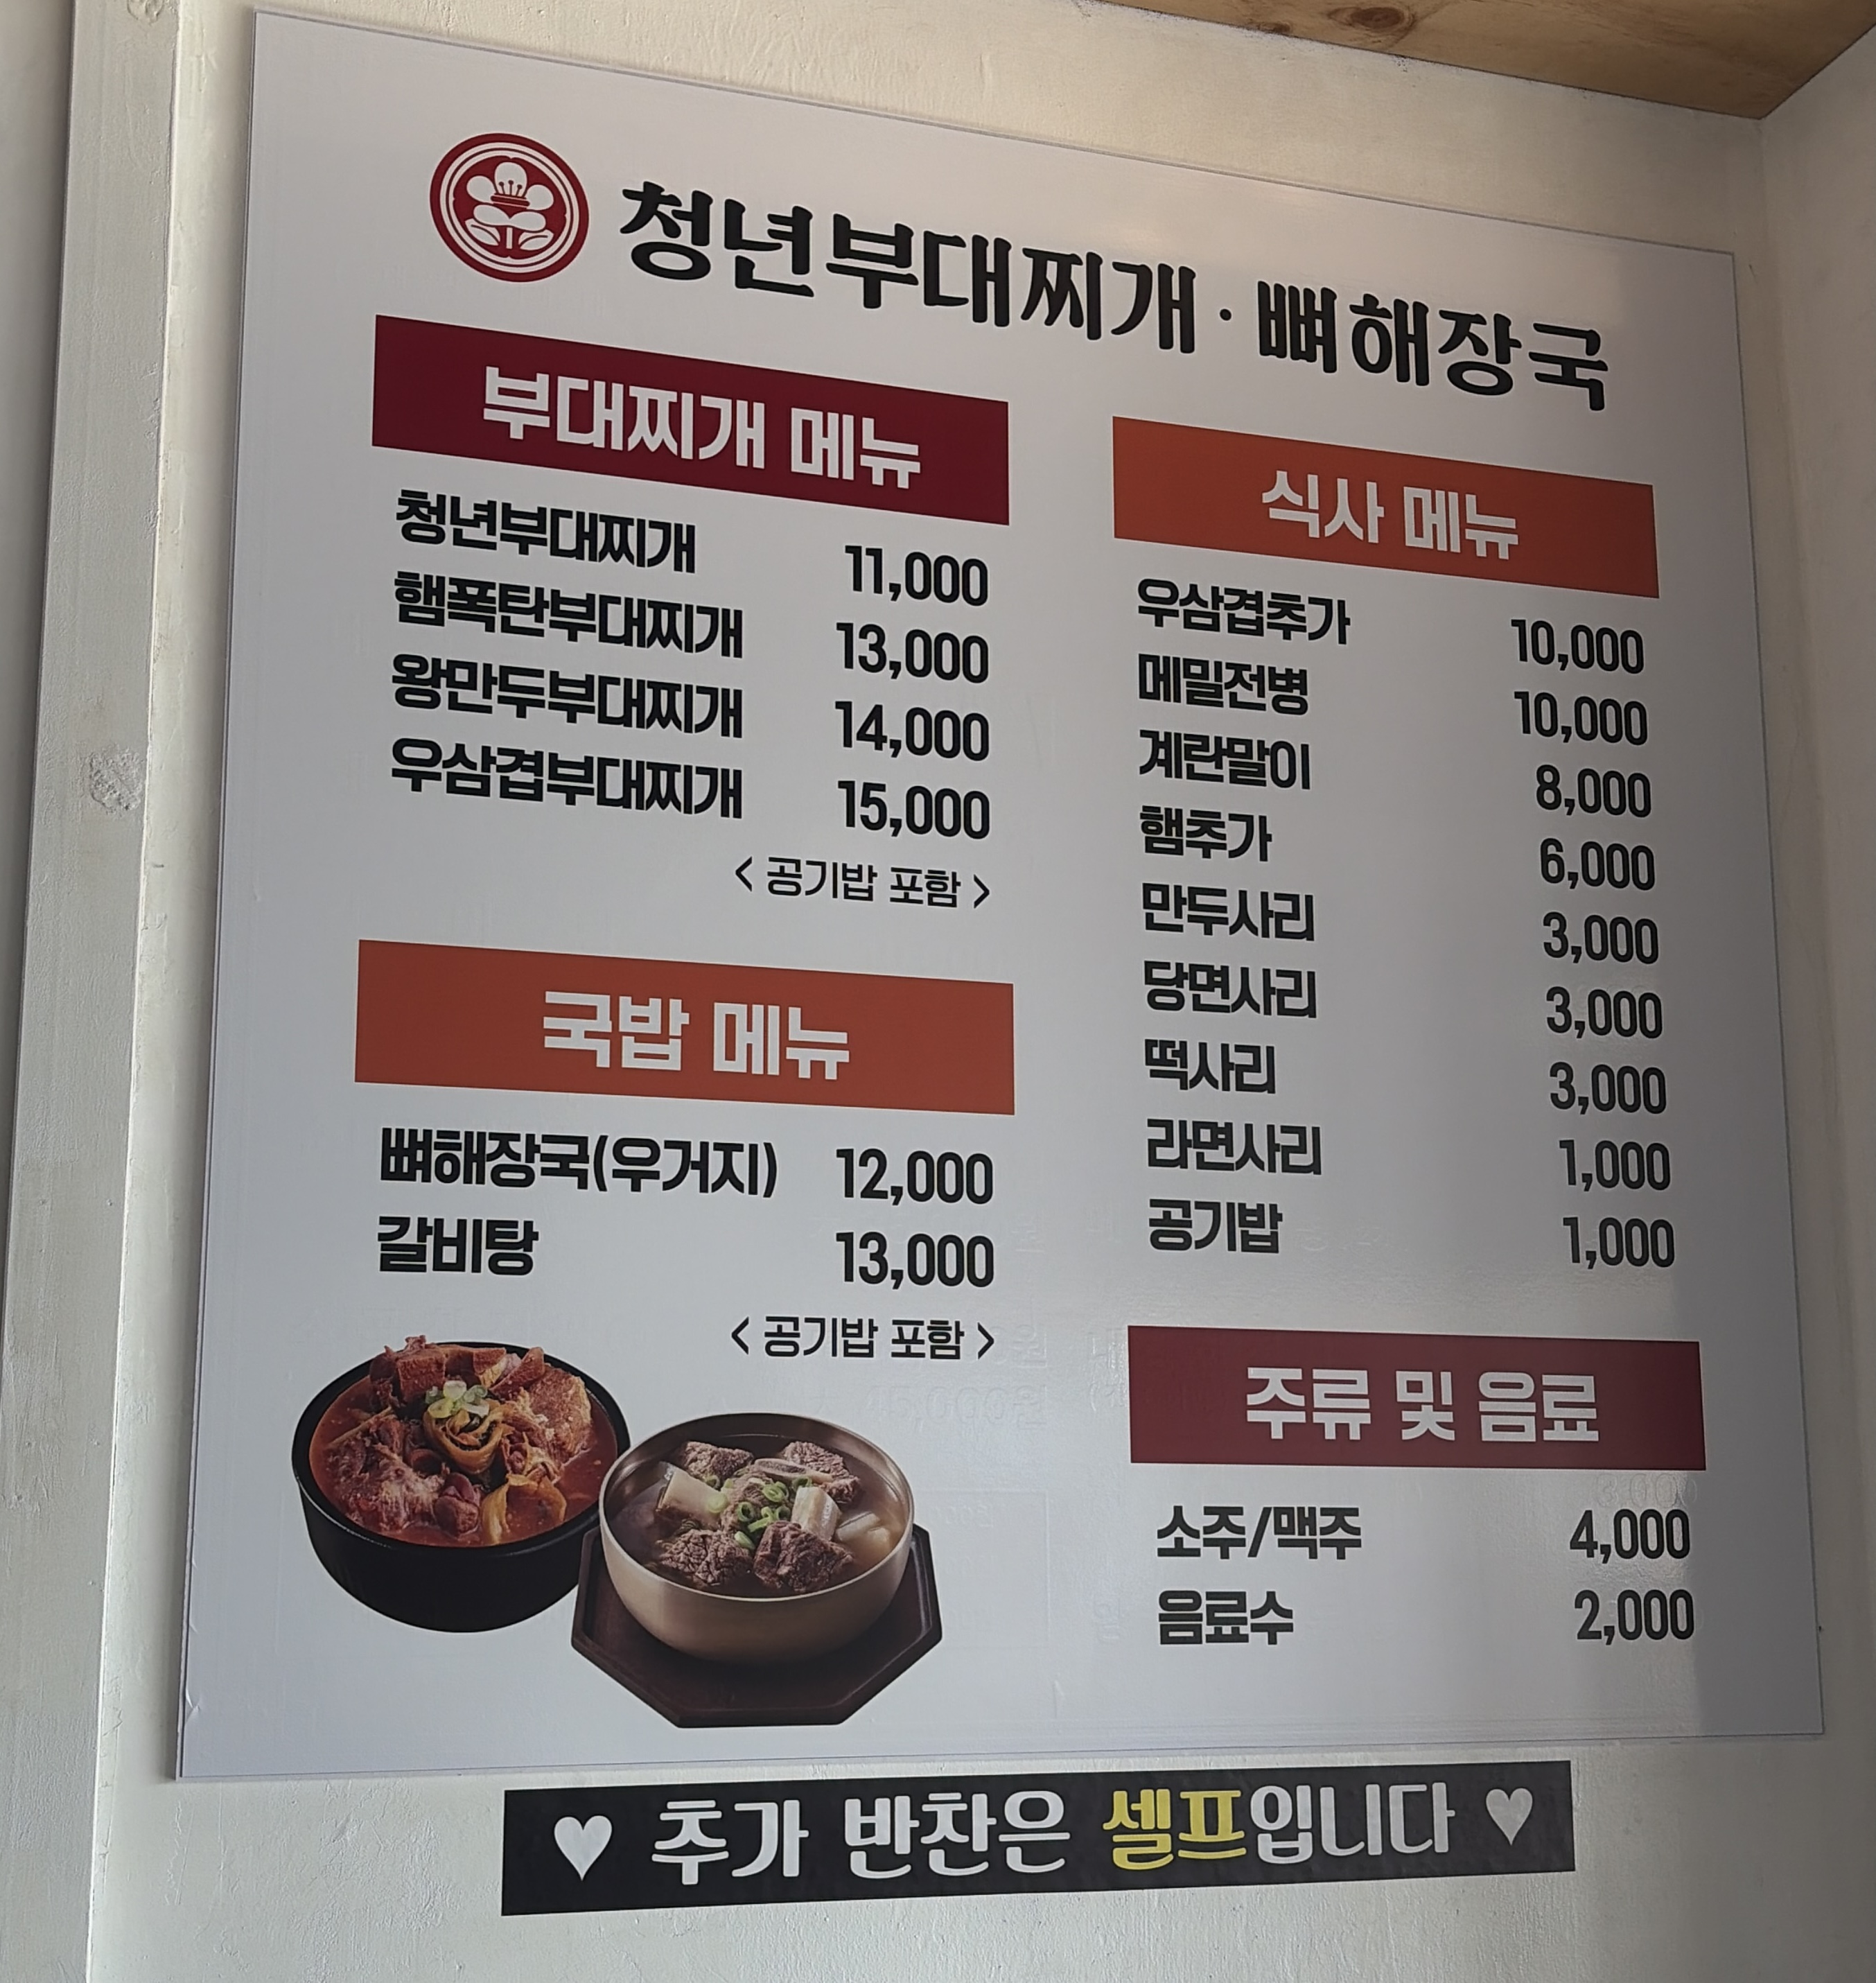 청년부대찌개 · 뼈해장국
부대찌개 메뉴
청년부대찌개 11,000
햄폭탄부대찌개 13,000
왕만두부대찌개 14,000
우삼겹부대찌개 15,000
< 공기밥 포함 >
국밥 메뉴
뼈해장국(우거지) 12,000
갈비탕 13,000
< 공기밥 포함 >
식사 메뉴
우삼겹추가 10,000
메밀전병 10,000
계란말이 8,000
햄추가 6,000
만두사리 3,000
당면사리 3,000
떡사리 3,000
라면사리 1,000
공기밥 1,000
주류 및 음료
소주/맥주 4,000
음료수 2,000
♥ 추가 반찬은 셀프입니다 ♥